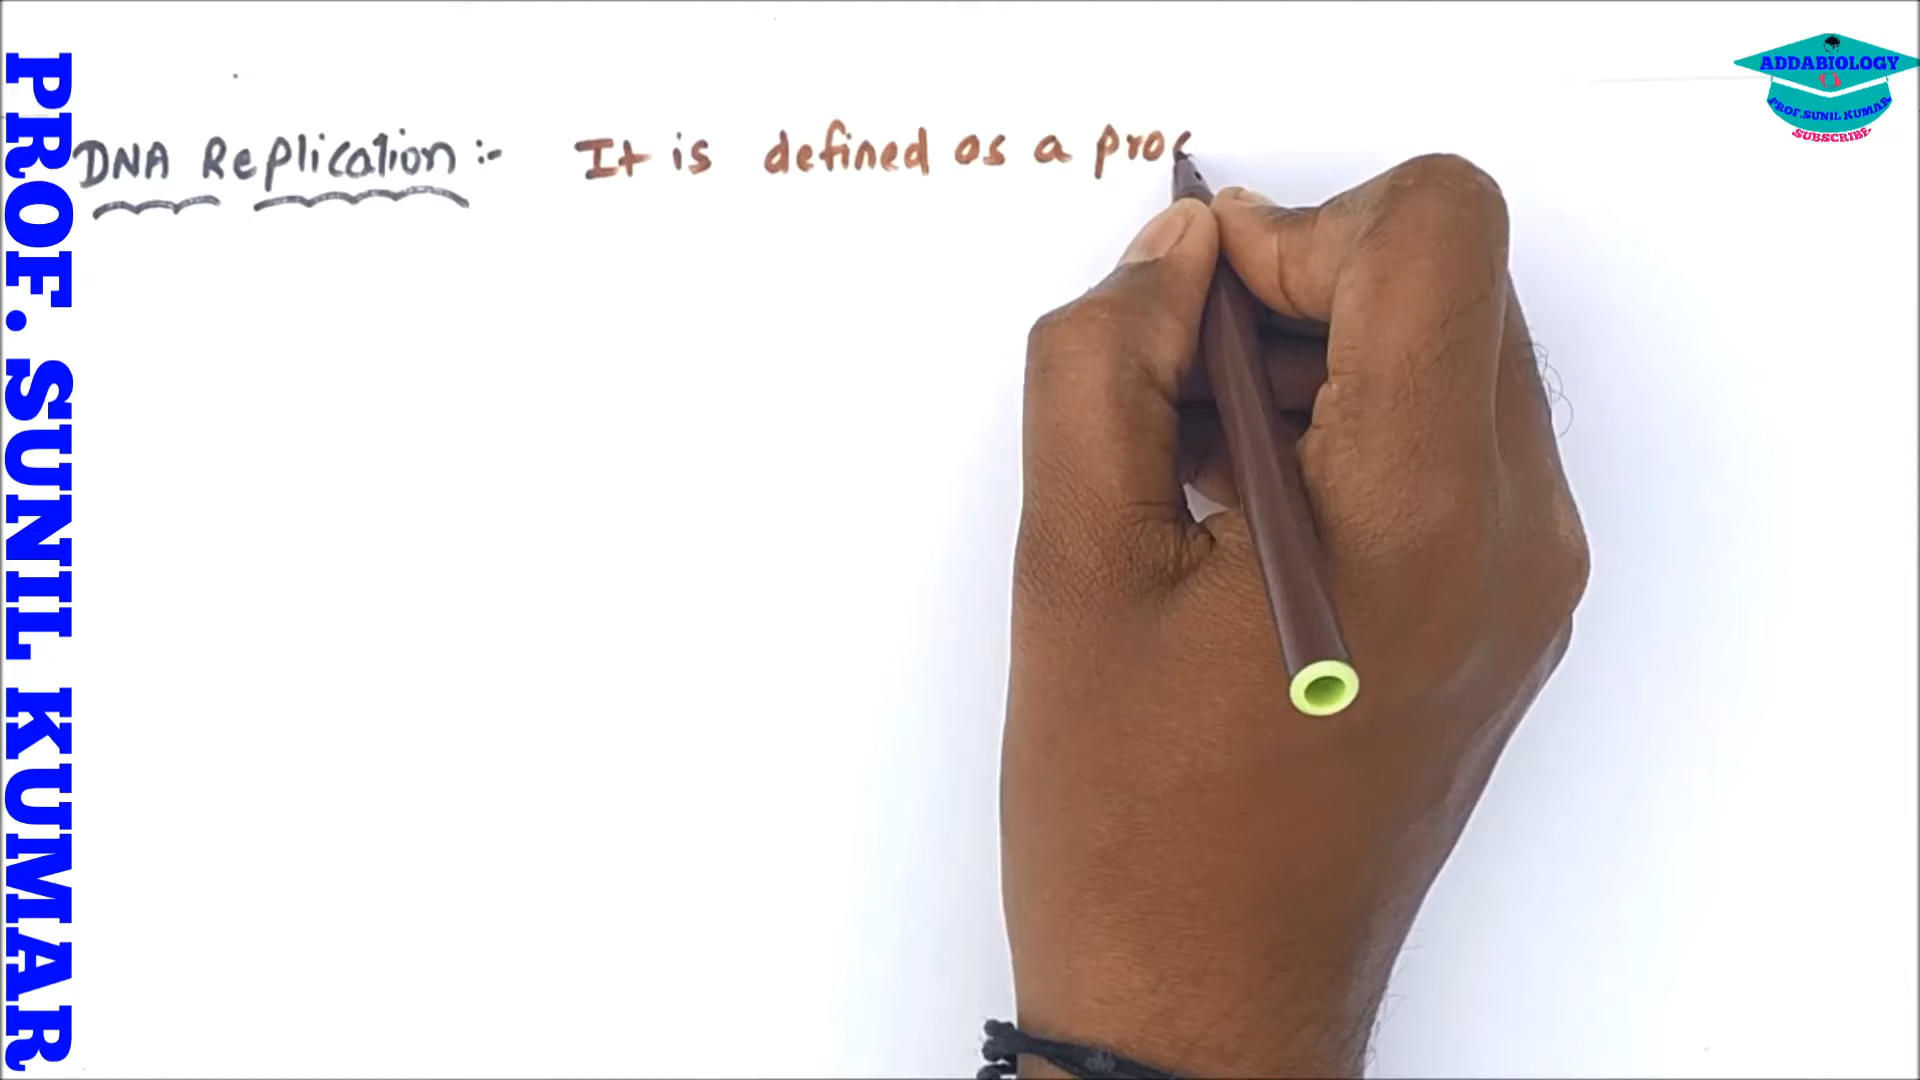 PROF. SUNIL KUMAR
DNA Replication:- It is defined as a proc
ADDABIOLOGY
PROF.SUNIL KUMAR
SUBSCRIBE